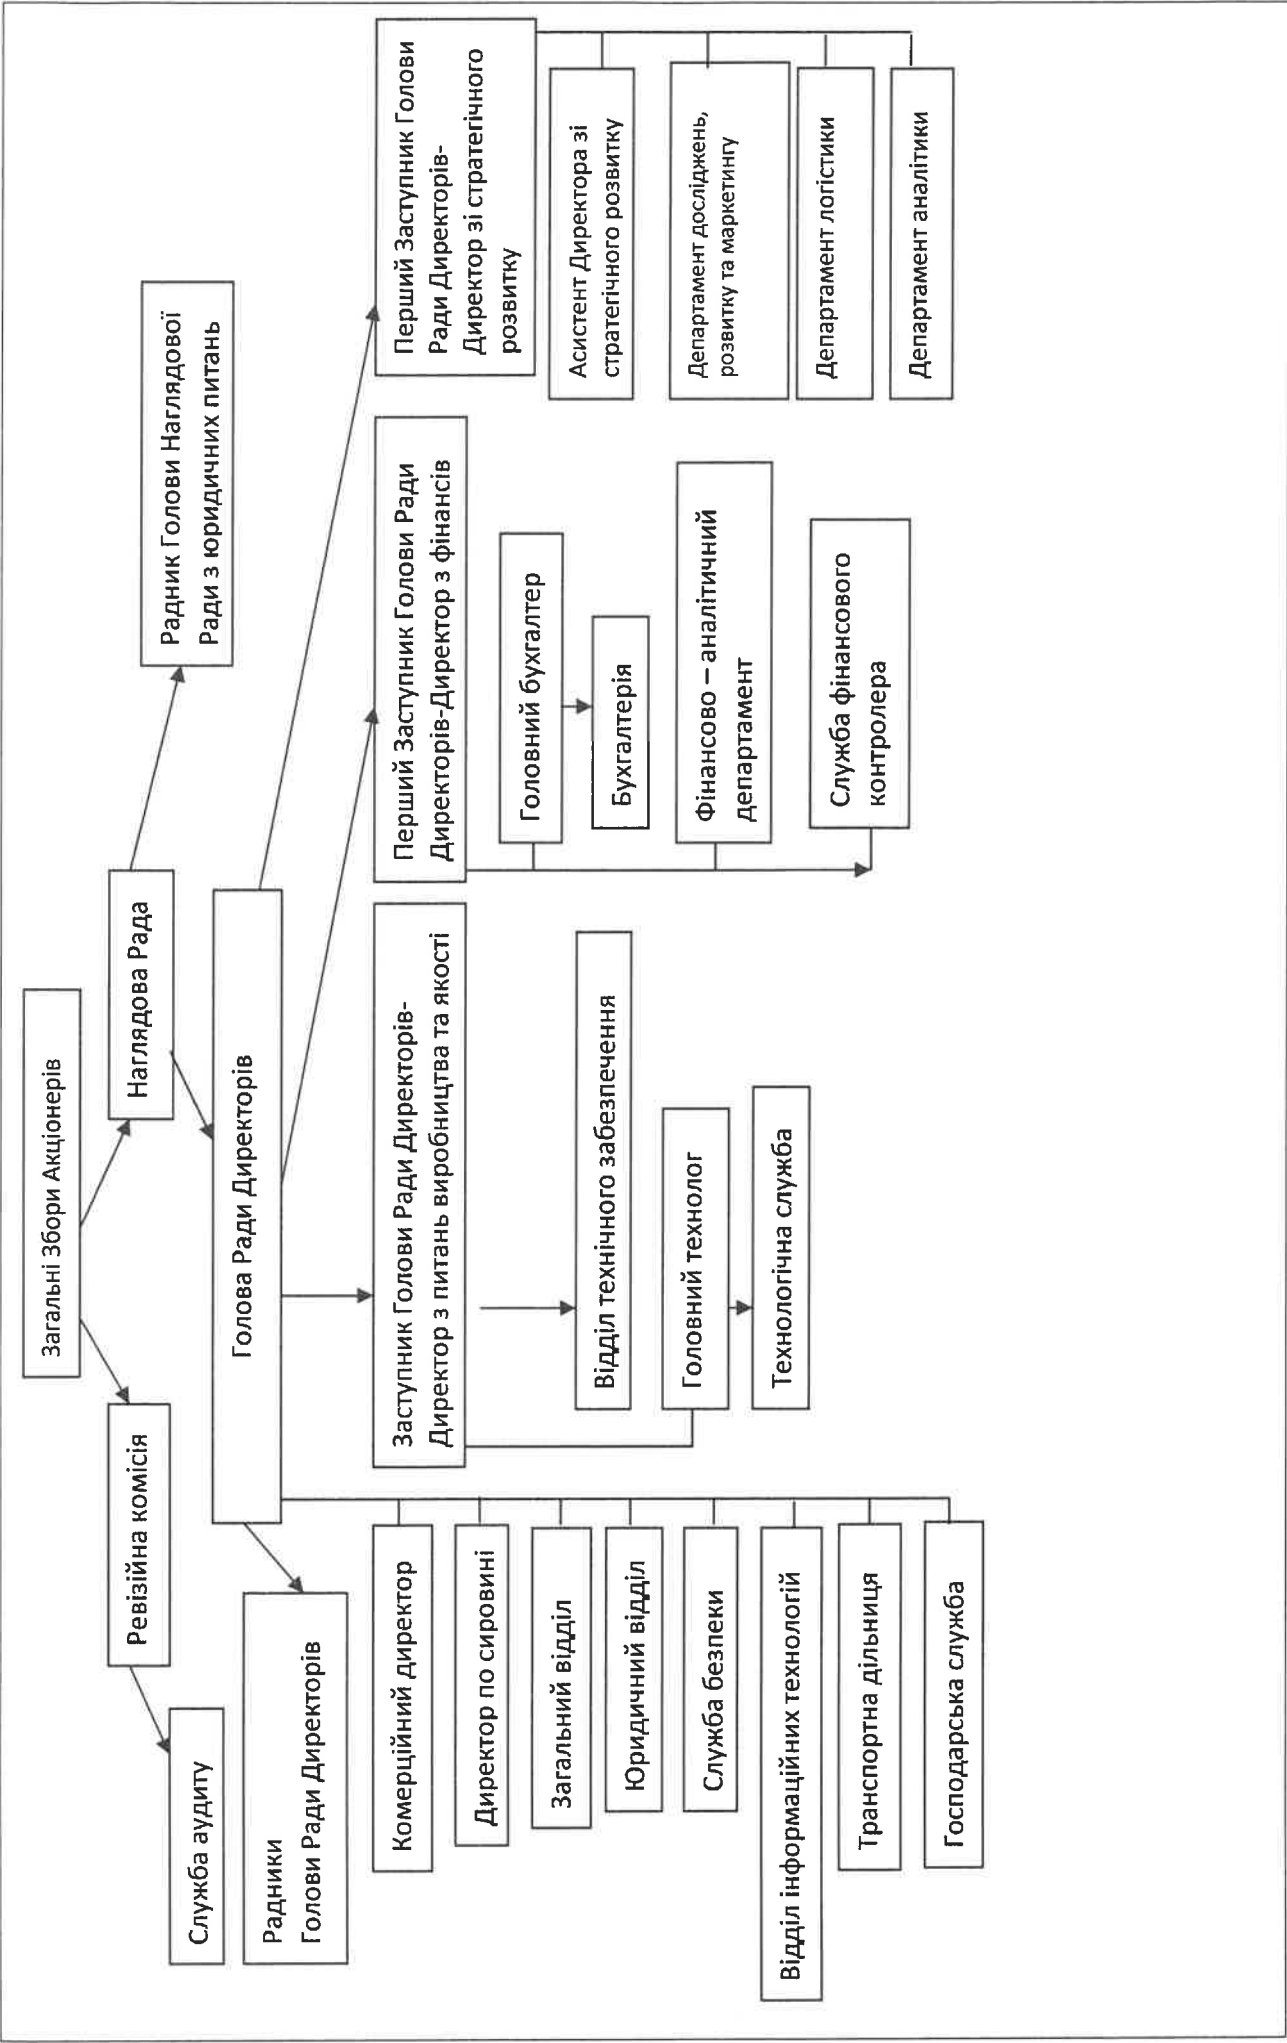 Загальні Збори Акціонерів
Ревізійна комісія
Наглядова Рада
Служба аудиту
Радник Голови Наглядової
Ради з юридичних питань
Голова Ради Директорів
Радники
Голови Ради Директорів
Комерційний директор
Директор по сировині
Загальний відділ
Юридичний відділ
Служба безпеки
Відділ інформаційних технологій
Транспортна дільниця
Господарська служба
Заступник Голови Ради Директорів-
Директор з питань виробництва та якості
Відділ технічного забезпечення
Головний технолог
Технологічна служба
Перший Заступник Голови Ради
Директорів-Директор з фінансів
Головний бухгалтер
Бухгалтерія
Фінансово – аналітичний
департамент
Служба фінансового
контролера
Перший Заступник Голови
Ради Директорів-
Директор зі стратегічного
розвитку
Асистент Директора зі
стратегічного розвитку
Департамент досліджень,
розвитку та маркетингу
Департамент логістики
Департамент аналітики